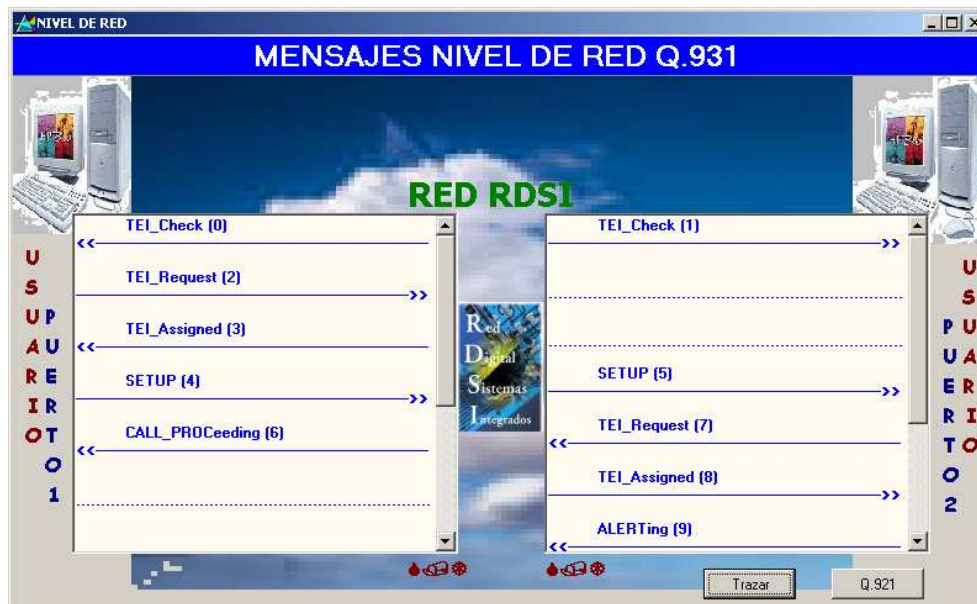 NIVEL DE RED
MENSAJES NIVEL DE RED Q.931
RED RDSI
USUARIO
PUERTO 1
TEI_Check (0)
<<
TEI_Request (2)
>>
TEI_Assigned (3)
<<
SETUP (4)
>>
CALL_PROCeeding (6)
<<
Red
Digital
Sistemas
Integrados
TEI_Check (1)
>>
SETUP (5)
>>
TEI_Request (7)
<<
TEI_Assigned (8)
>>
ALERTing (9)
<<
PUERTO 2
USUARIO
Trazar
Q.921